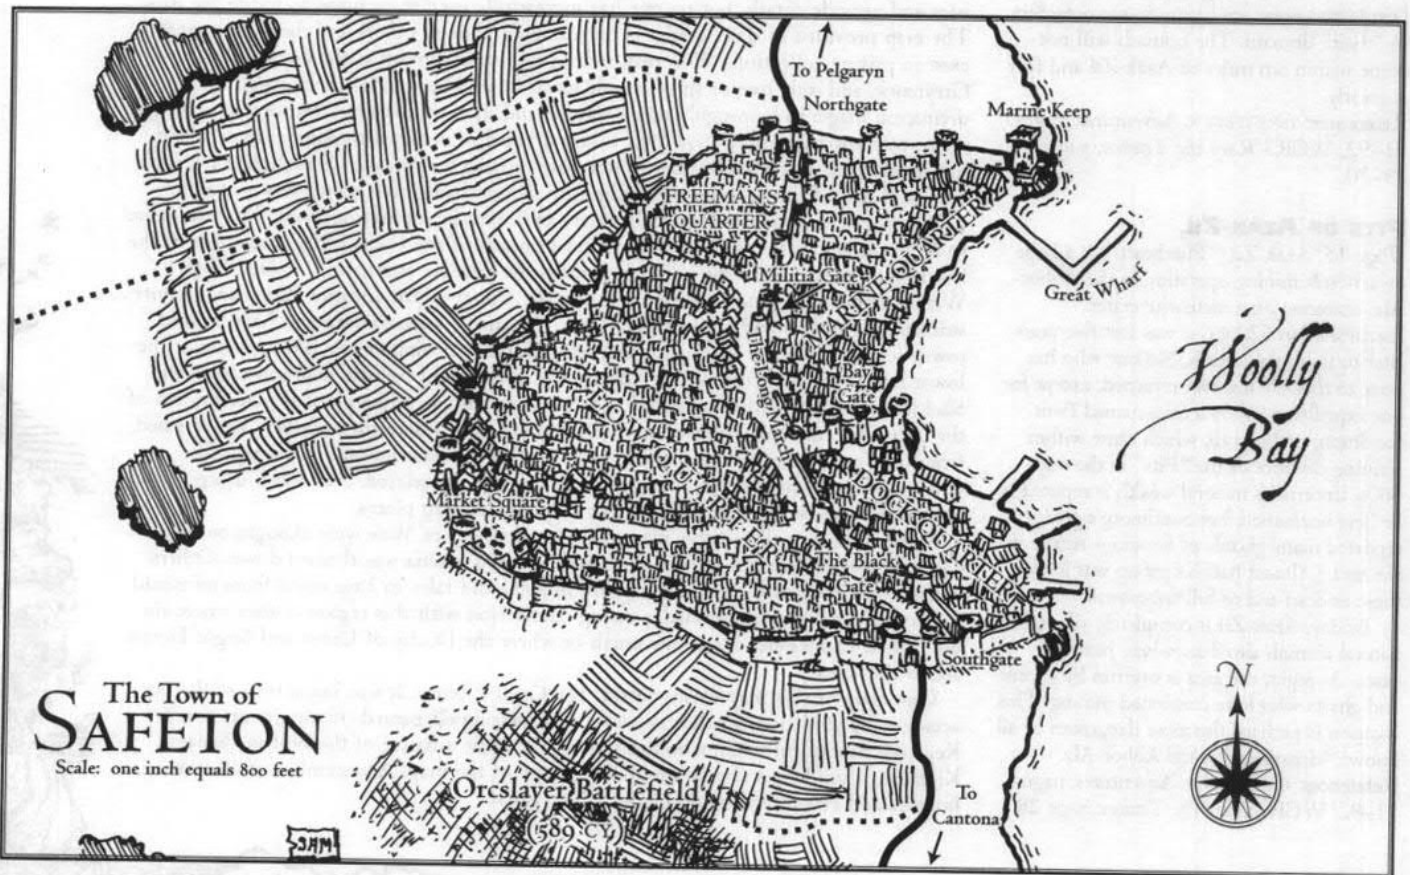 To Pelgaryn
Northgate
Marine Keep
FREEMAN'S
QUARTER
Militia Gate
MARINE QUARTER
Great Wharf
Woolly
Bay
The Long March
Bay
Gate
LOW QUARTER
DOCK QUARTER
Market Square
The Black
Gate
Southgate
The Town of
SAFETON
Scale: one inch equals 800 feet
Orcslayer Battlefield
(589 CY)
To
Cantona
N
SAM